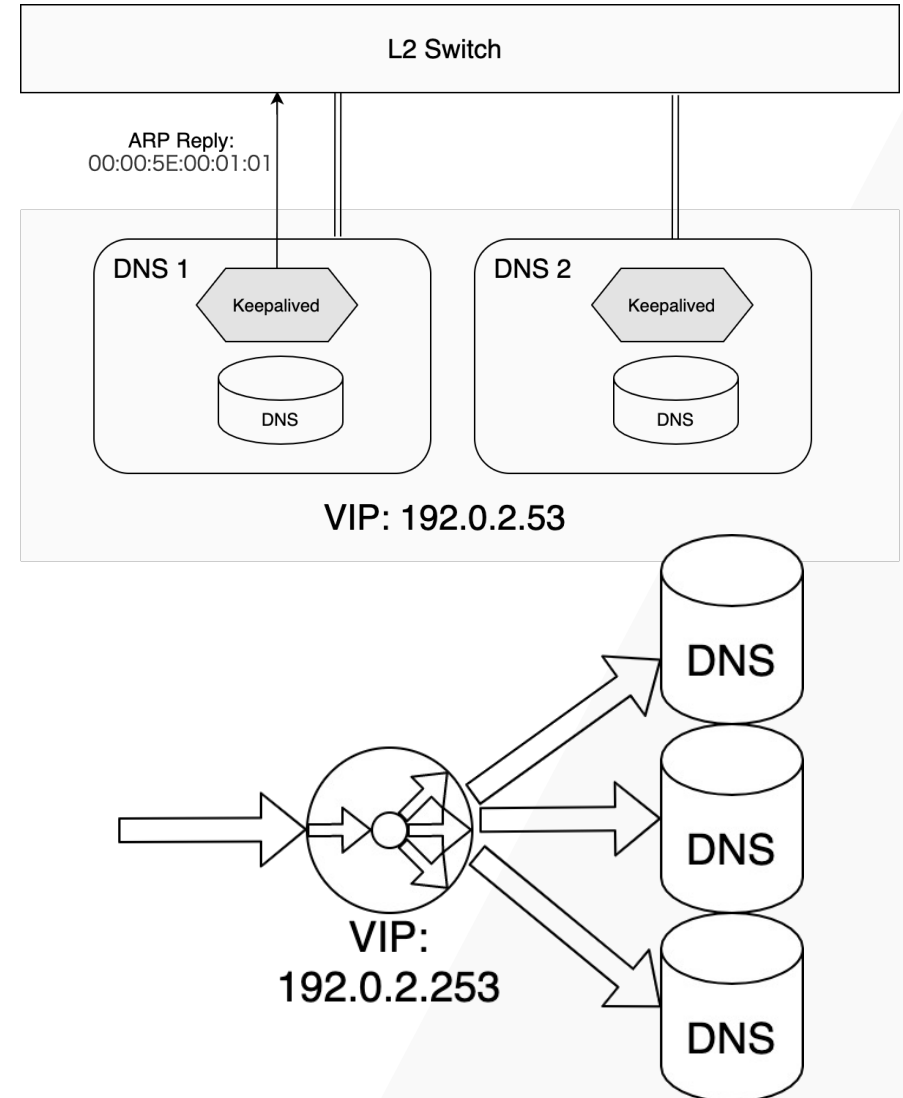 L2 Switch
ARP Reply:
00:00:5E:00:01:01
DNS 1
Keepalived
DNS
DNS 2
Keepalived
DNS
VIP: 192.0.2.53
DNS
DNS
DNS
VIP:
192.0.2.253